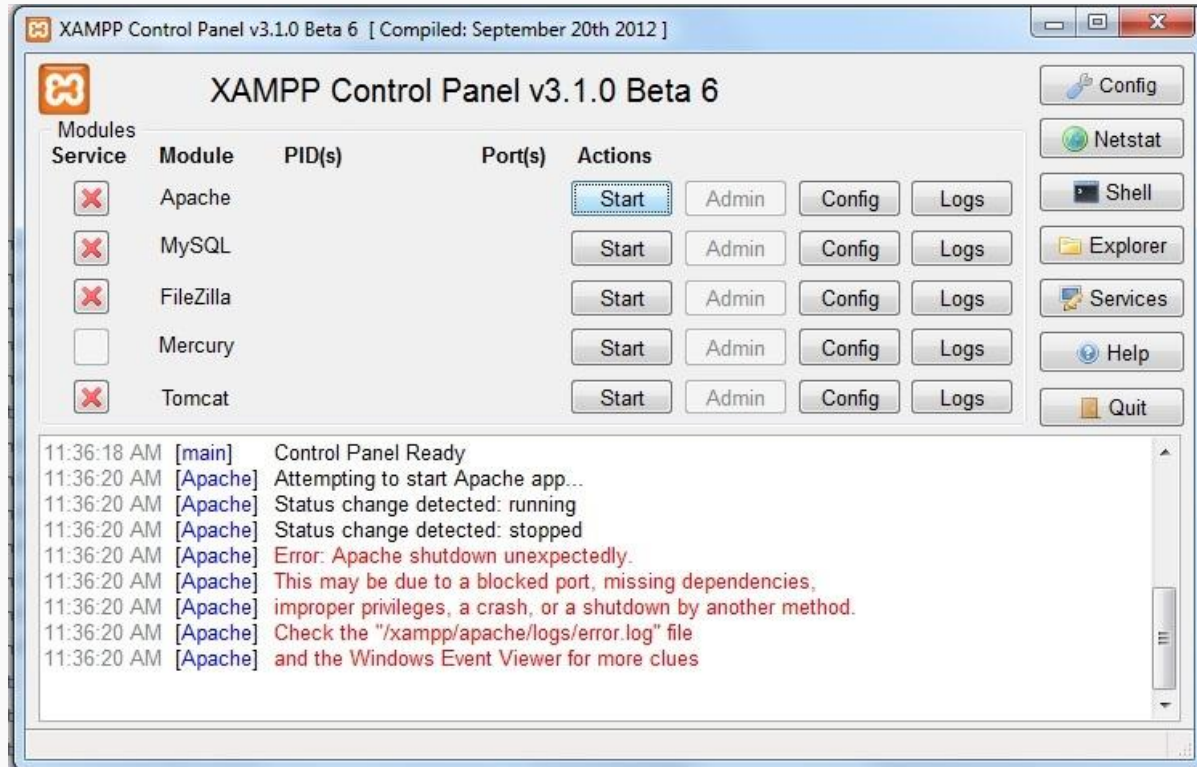 XAMPP Control Panel v3.1.0 Beta 6 [ Compiled: September 20th 2012 ]
XAMPP Control Panel v3.1.0 Beta 6
Config
Modules
Netstat
Service Module PID(s) Port(s) Actions
Apache Start Admin Config Logs
Shell
MySQL Start Admin Config Logs
Explorer
FileZilla Start Admin Config Logs
Services
Mercury Start Admin Config Logs
Help
Tomcat Start Admin Config Logs
Quit
11:36:18 AM [main] Control Panel Ready
11:36:20 AM [Apache] Attempting to start Apache app...
11:36:20 AM [Apache] Status change detected: running
11:36:20 AM [Apache] Status change detected: stopped
11:36:20 AM [Apache] Error: Apache shutdown unexpectedly.
11:36:20 AM [Apache] This may be due to a blocked port, missing dependencies,
11:36:20 AM [Apache] improper privileges, a crash, or a shutdown by another method.
11:36:20 AM [Apache] Check the "/xampp/apache/logs/error.log" file
11:36:20 AM [Apache] and the Windows Event Viewer for more clues